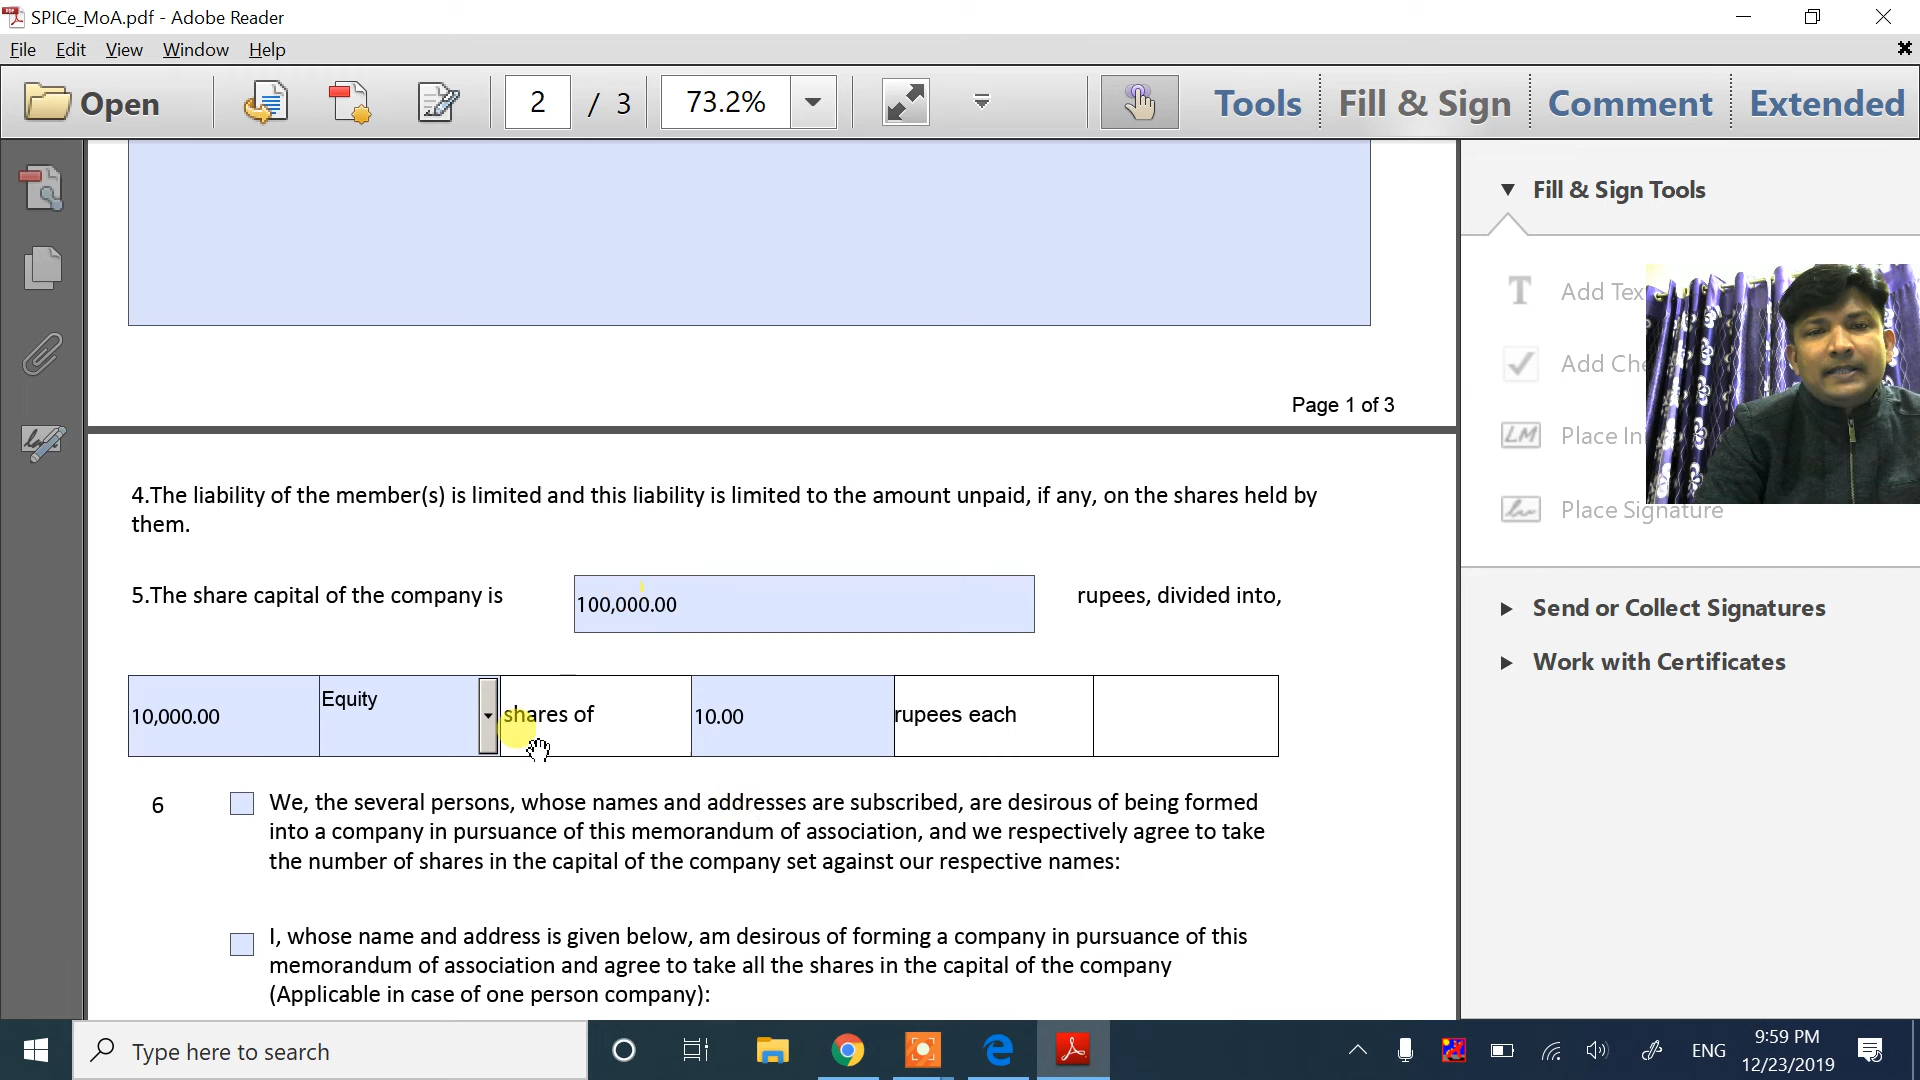 SPICe_MoA.pdf - Adobe Reader
File Edit View Window Help
Open 2 / 3 73.2% Tools Fill & Sign Comment Extended
Fill & Sign Tools
Add Tex
Add Che
Place In
Place Signature
Send or Collect Signatures
Work with Certificates
Page 1 of 3
4.The liability of the member(s) is limited and this liability is limited to the amount unpaid, if any, on the shares held by
them.
5.The share capital of the company is 100,000.00 rupees, divided into,
10,000.00 Equity shares of 10.00 rupees each
6 We, the several persons, whose names and addresses are subscribed, are desirous of being formed
into a company in pursuance of this memorandum of association, and we respectively agree to take
the number of shares in the capital of the company set against our respective names:
I, whose name and address is given below, am desirous of forming a company in pursuance of this
memorandum of association and agree to take all the shares in the capital of the company
(Applicable in case of one person company):
Type here to search
ENG
9:59 PM
12/23/2019